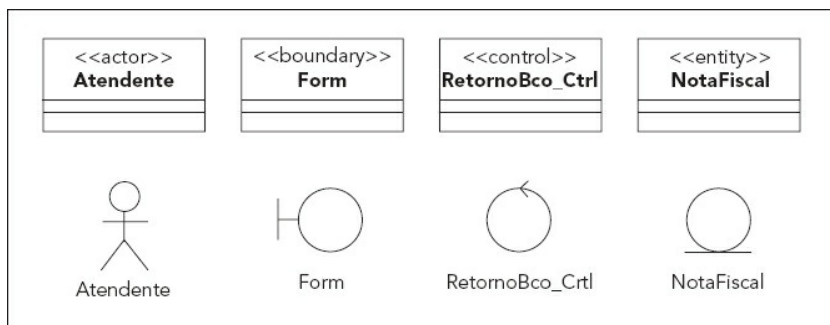 <<actor>> <<boundary>> <<control>> <<entity>>
Atendente Form RetornoBco_Ctrl NotaFiscal
Atendente Form RetornoBco_Crtl NotaFiscal